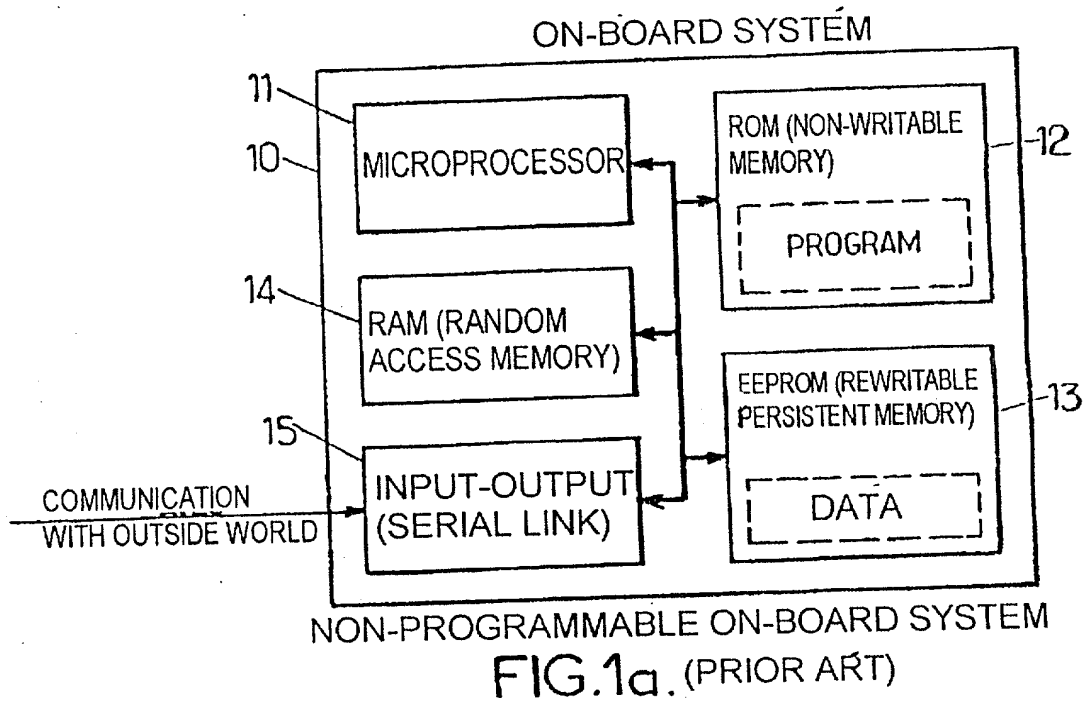 ON-BOARD SYSTEM
11
10
MICROPROCESSOR
ROM (NON-WRITABLE
MEMORY)
12
PROGRAM
14
RAM (RANDOM
ACCESS MEMORY)
EEPROM (REWRITABLE
PERSISTENT MEMORY)
13
DATA
15
INPUT-OUTPUT
(SERIAL LINK)
COMMUNICATION
WITH OUTSIDE WORLD
NON-PROGRAMMABLE ON-BOARD SYSTEM
FIG.1a. (PRIOR ART)